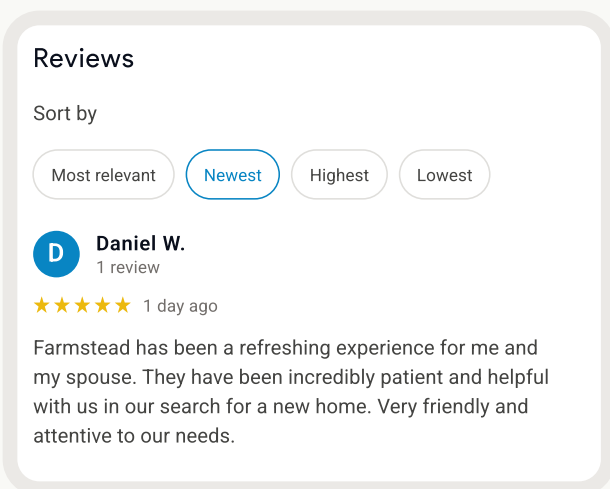 Reviews
Sort by
Most relevant Newest Highest Lowest
D Daniel W.
1 review
★★★★★ 1 day ago
Farmstead has been a refreshing experience for me and
my spouse. They have been incredibly patient and helpful
with us in our search for a new home. Very friendly and
attentive to our needs.